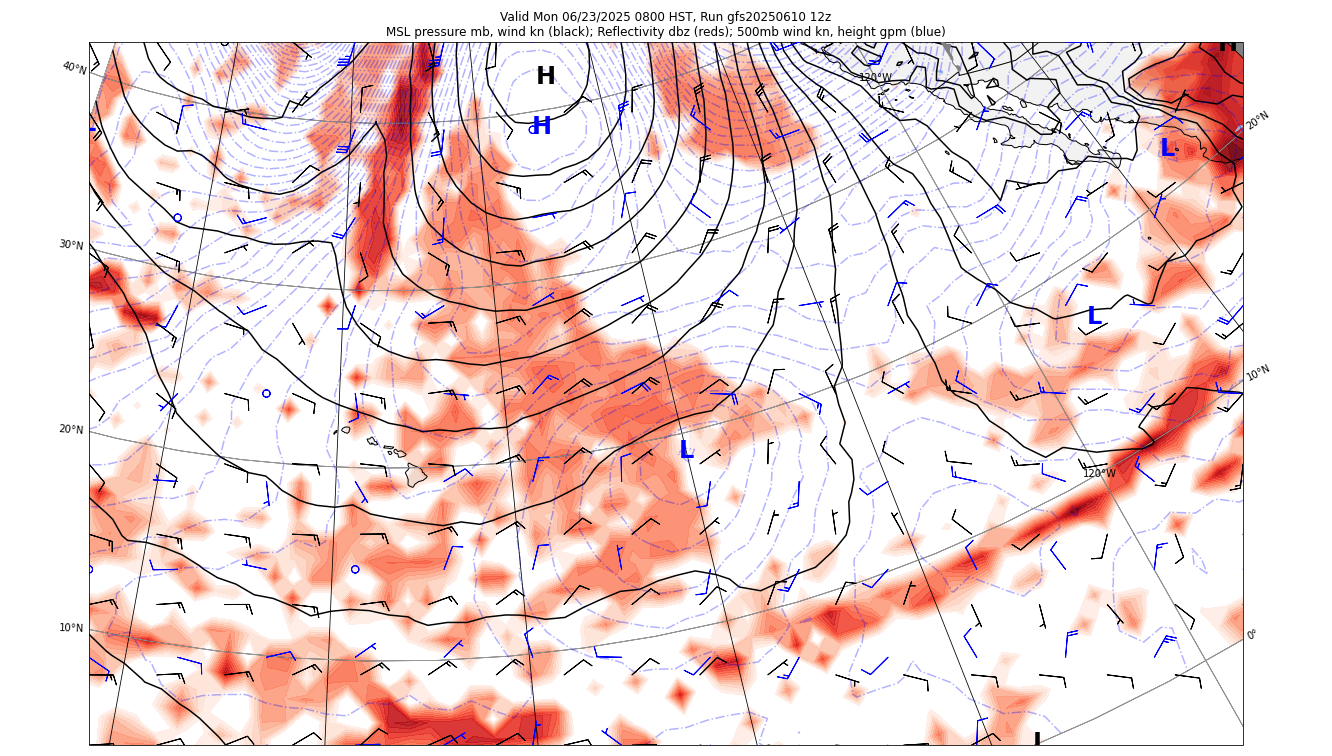 Valid Mon 06/23/2025 0800 HST, Run gfs20250610 12z
MSL pressure mb, wind kn (black); Reflectivity dbz (reds); 500mb wind kn, height gpm (blue)
H
40°N
H
120°W
20°N
H
L
30°N
L
10°N
20°N
L
120°W
10°N
0°
L